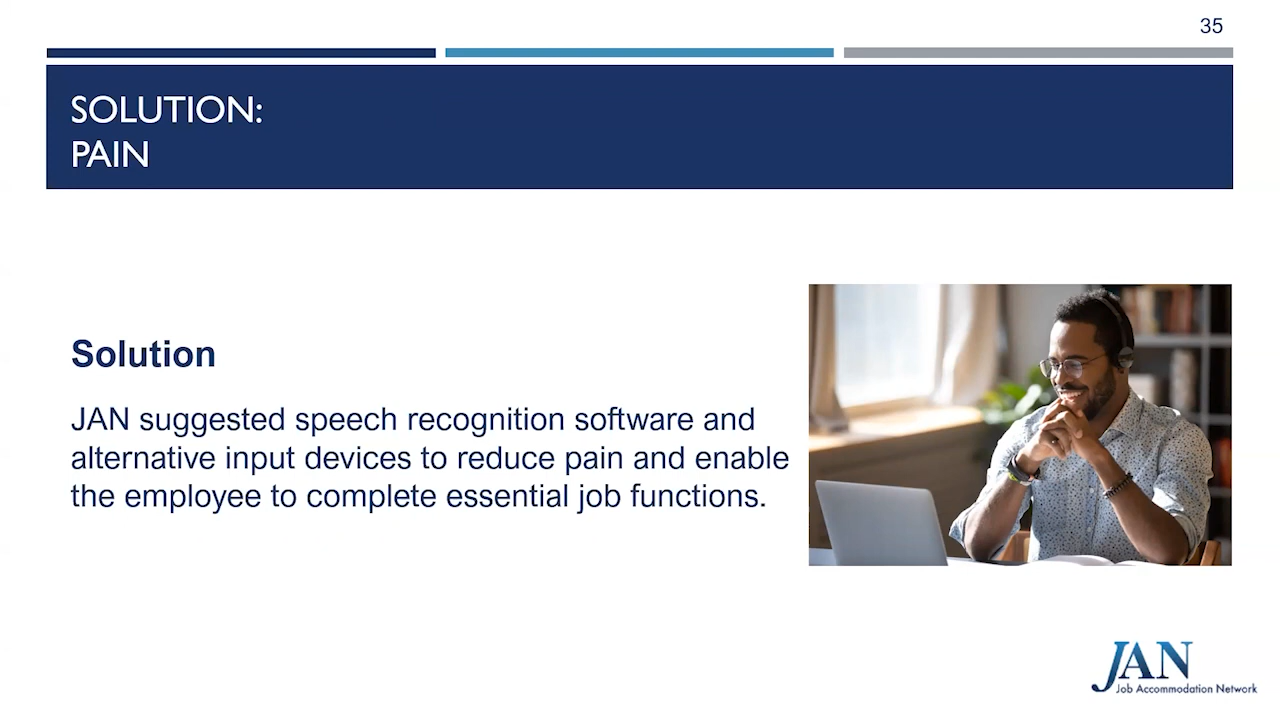 35
SOLUTION:
PAIN
Solution
JAN suggested speech recognition software and
alternative input devices to reduce pain and enable
the employee to complete essential job functions.
JAN
Job Accommodation Network